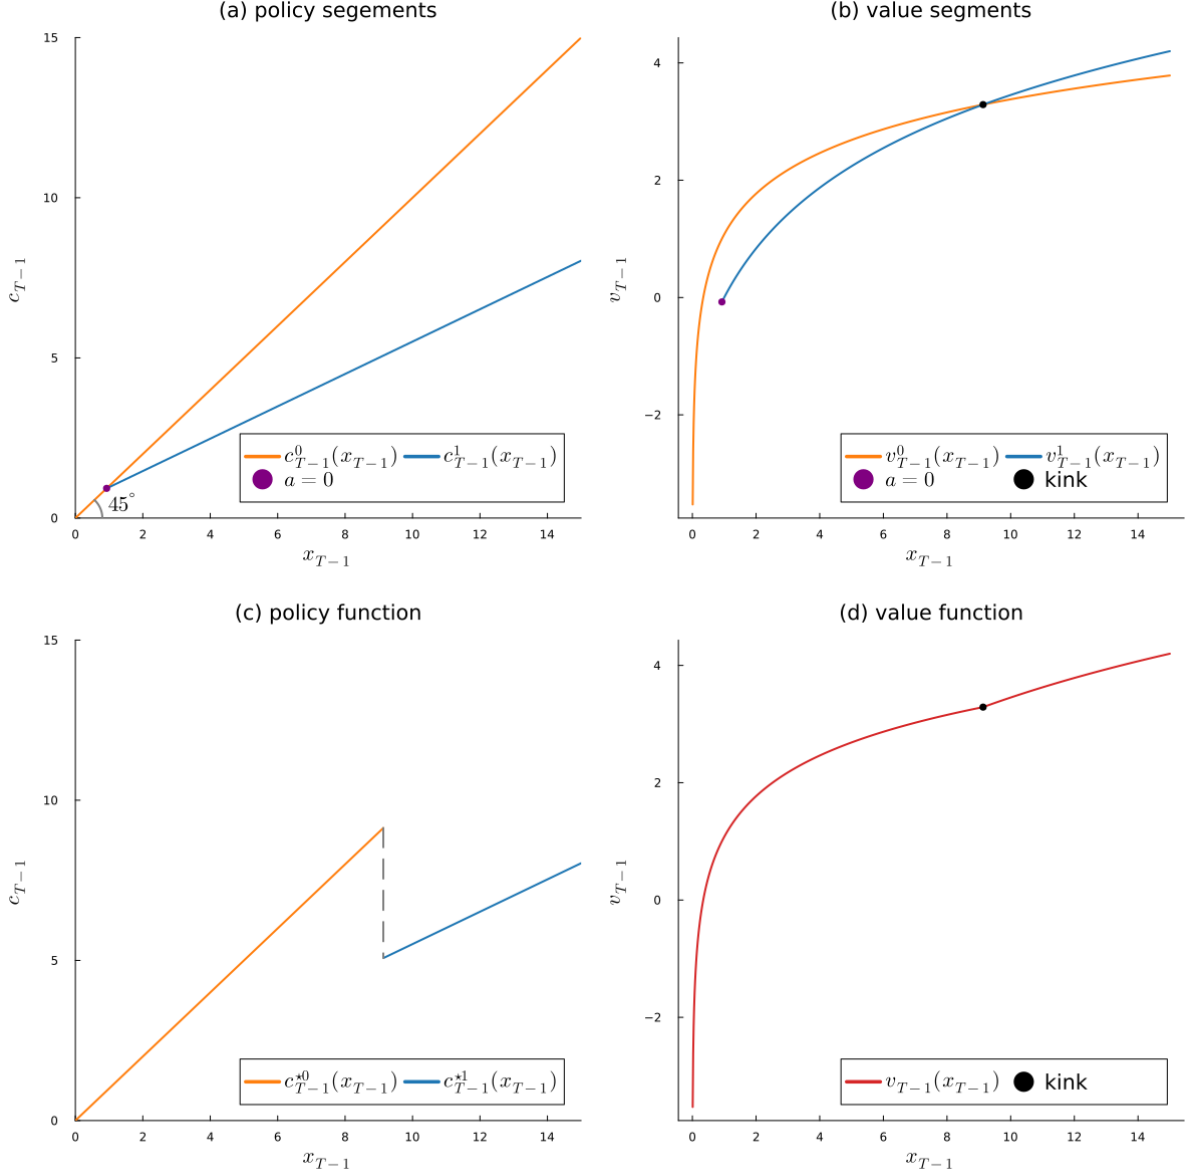 (a) policy segements
15
10
5
0
c_{T−1}
45°
c^0_{T−1}(x_{T−1}) c^1_{T−1}(x_{T−1})
a = 0
0 2 4 6 8 10 12 14
x_{T−1}
(b) value segments
4
2
0
−2
v_{T−1}
v^0_{T−1}(x_{T−1}) v^1_{T−1}(x_{T−1})
a = 0 kink
0 2 4 6 8 10 12 14
x_{T−1}
(c) policy function
15
10
5
0
c_{T−1}
c^{⋆0}_{T−1}(x_{T−1}) c^{⋆1}_{T−1}(x_{T−1})
0 2 4 6 8 10 12 14
x_{T−1}
(d) value function
4
2
0
−2
v_{T−1}
v_{T−1}(x_{T−1}) kink
0 2 4 6 8 10 12 14
x_{T−1}